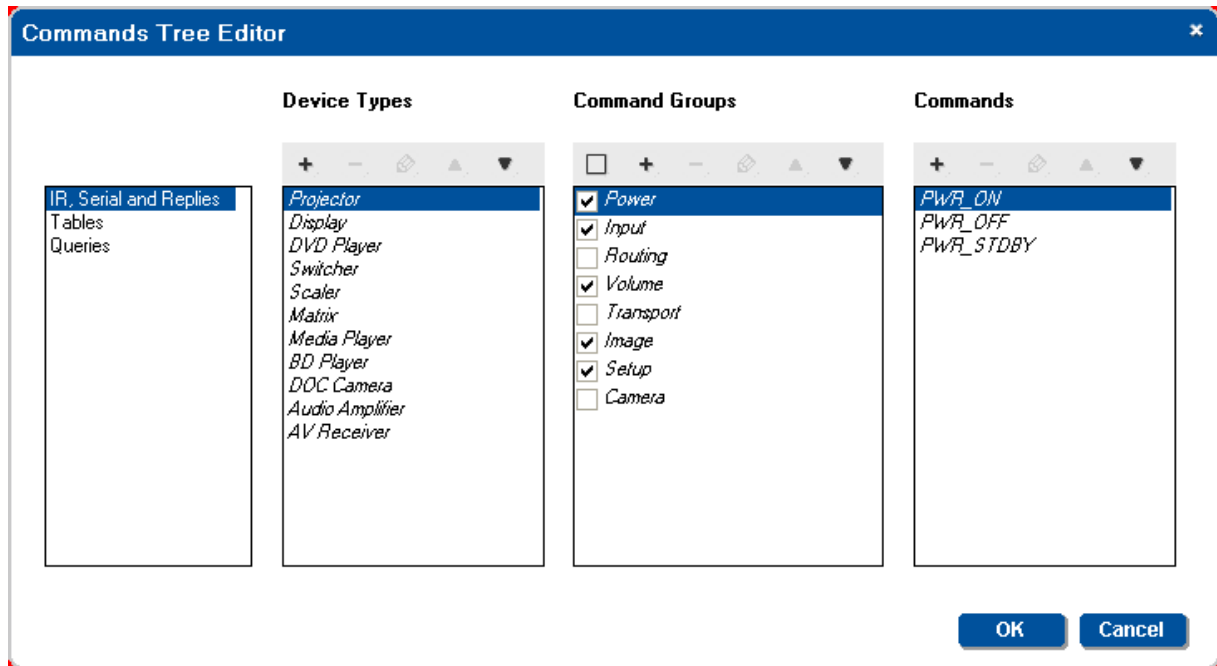 Commands Tree Editor
Device Types
Command Groups
Commands
IR, Serial and Replies
Tables
Queries
Projector
Display
DVD Player
Switcher
Scaler
Matrix
Media Player
BD Player
DOC Camera
Audio Amplifier
AV Receiver
Power
Input
Routing
Volume
Transport
Image
Setup
Camera
PWR_ON
PWR_OFF
PWR_STDBY
OK
Cancel